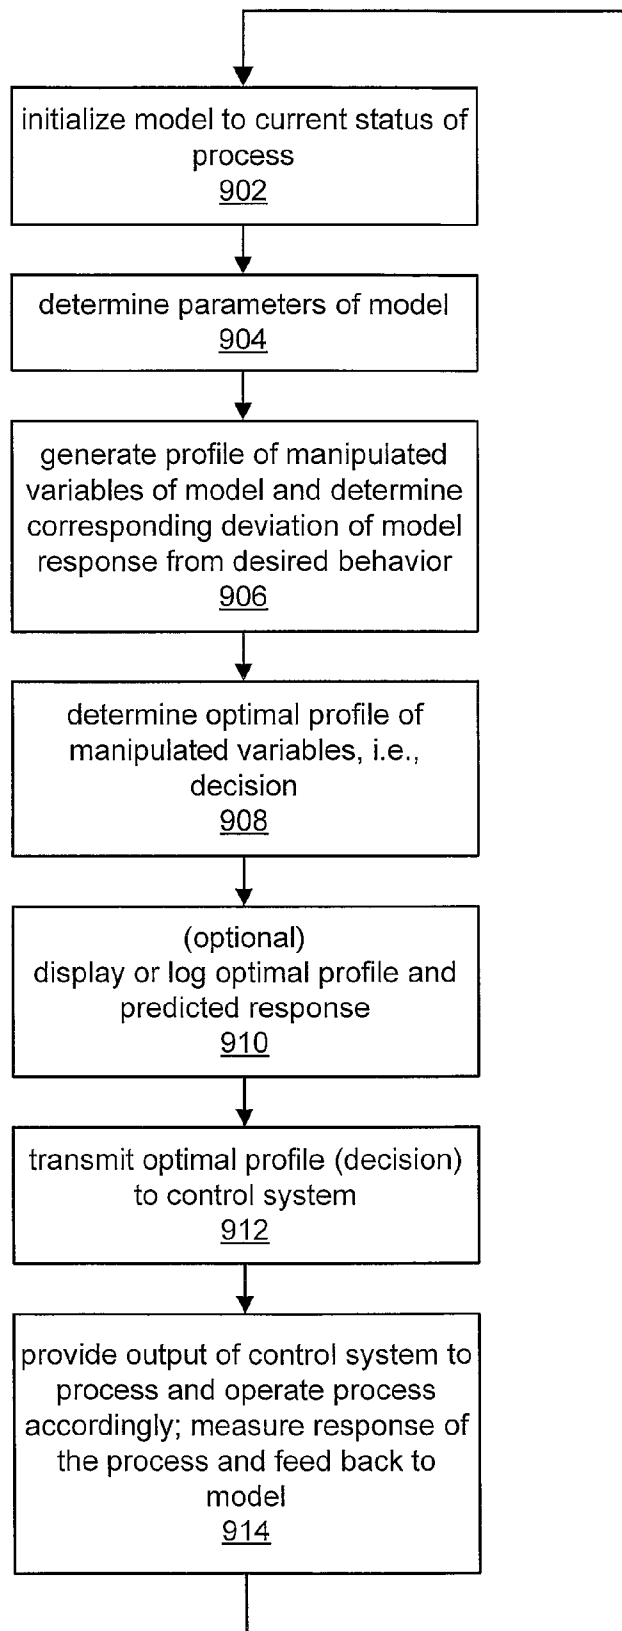 initialize model to current status of
process
902
determine parameters of model
904
generate profile of manipulated
variables of model and determine
corresponding deviation of model
response from desired behavior
906
determine optimal profile of
manipulated variables, i.e.,
decision
908
(optional)
display or log optimal profile and
predicted response
910
transmit optimal profile (decision)
to control system
912
provide output of control system to
process and operate process
accordingly; measure response of
the process and feed back to
model
914